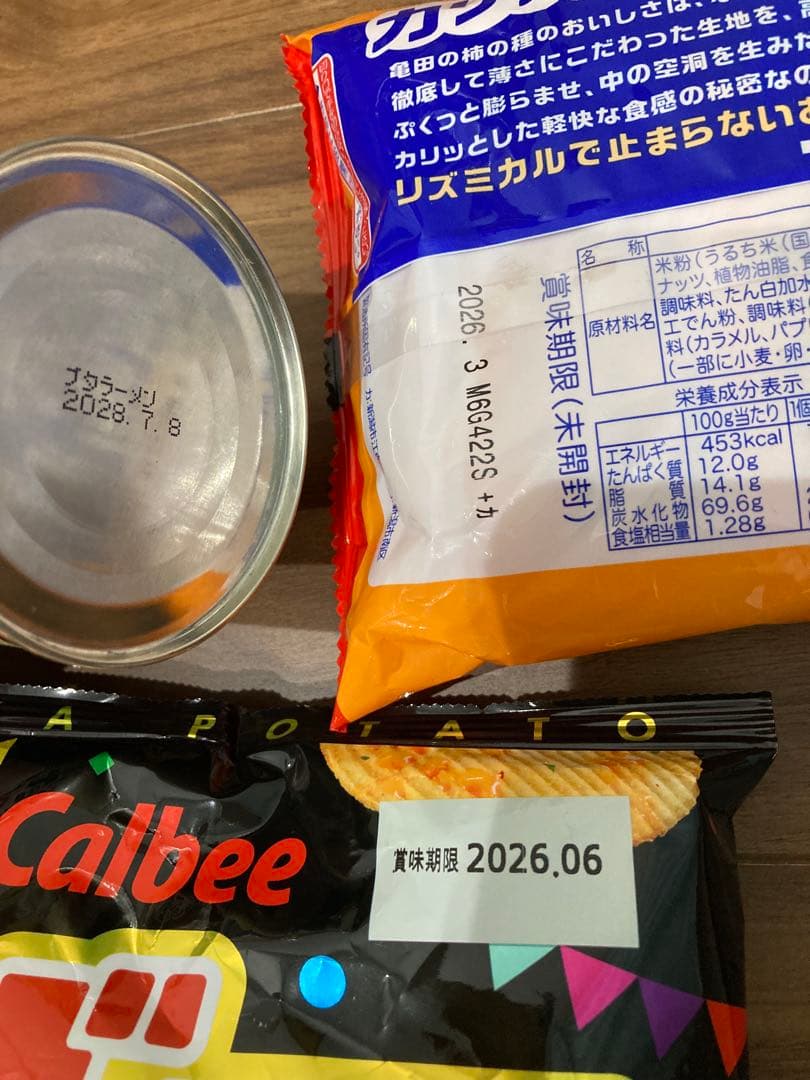 亀田の柿の種のおいしさは、
徹底して薄さにこだわった生地を、高
ぷくっと膨らませ、中の空洞を生みだ
カリッとした軽快な食感の秘密なの
リズミカルで止まらない
名 称
米粉(うるち米(国
ナッツ、植物油脂、食
原材料名
調味料、たん白加水
工でん粉、調味料
料(カラメル、パプ
(一部に小麦・卵・
栄養成分表示
100g当たり
エネルギー 453kcal
たんぱく質 12.0g
脂 質 14.1g
炭水化物 69.6g
食塩相当量 1.28g
賞味期限(未開封)
2026. 3 M6G422S +カ
ブタラーメン
2028. 7. 8
A POTATO
Calbee
賞味期限 2026.06